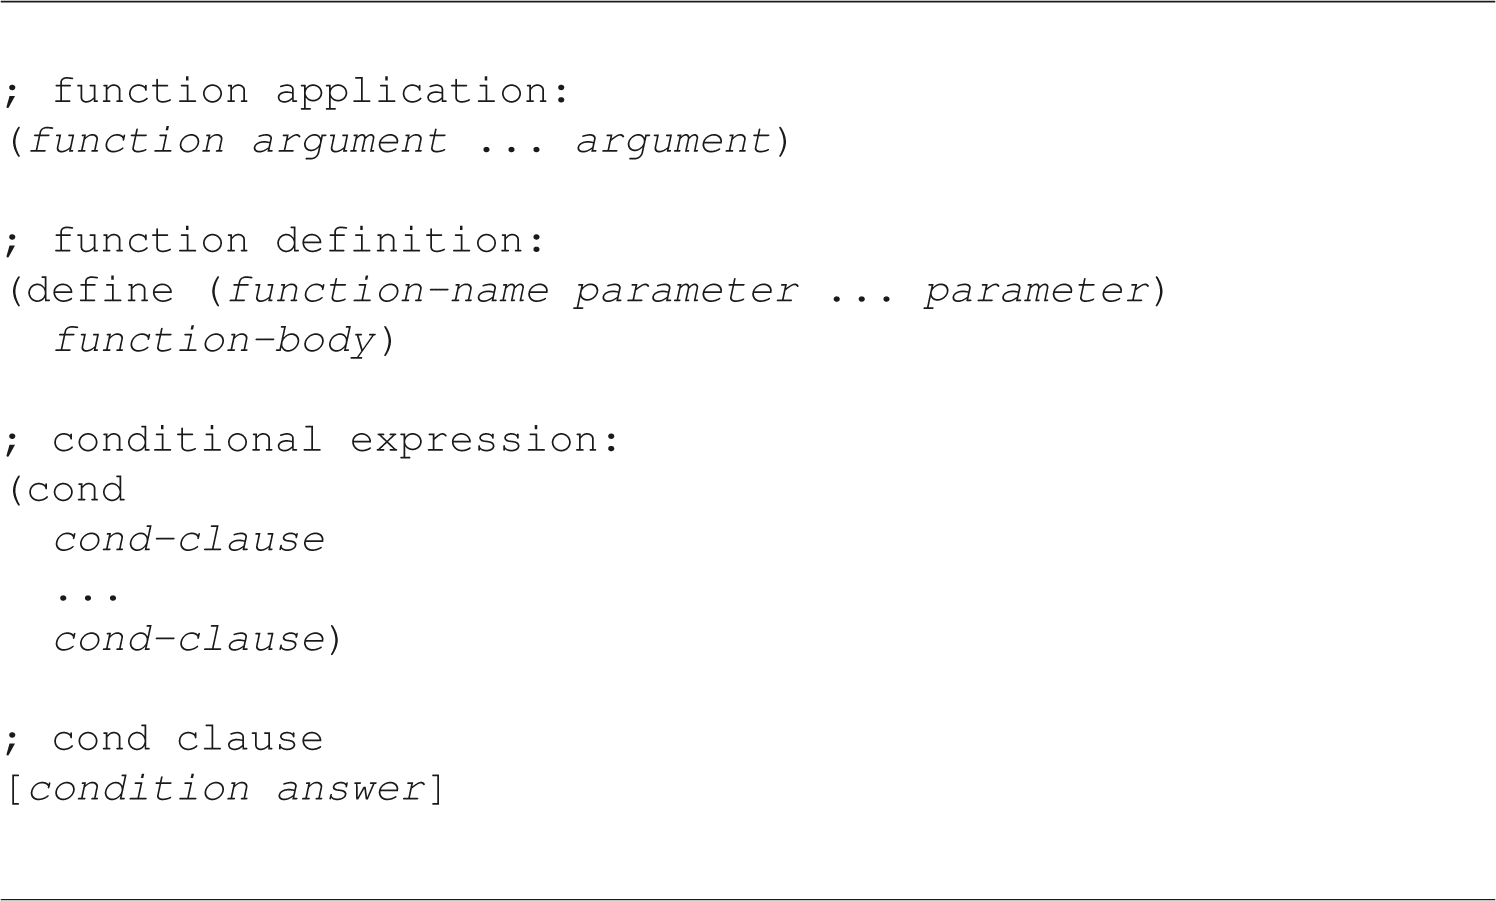 ; function application:
(function argument ... argument)
; function definition:
(define (function-name parameter ... parameter)
function-body)
; conditional expression:
(cond
cond-clause
...
cond-clause)
; cond clause
[condition answer]